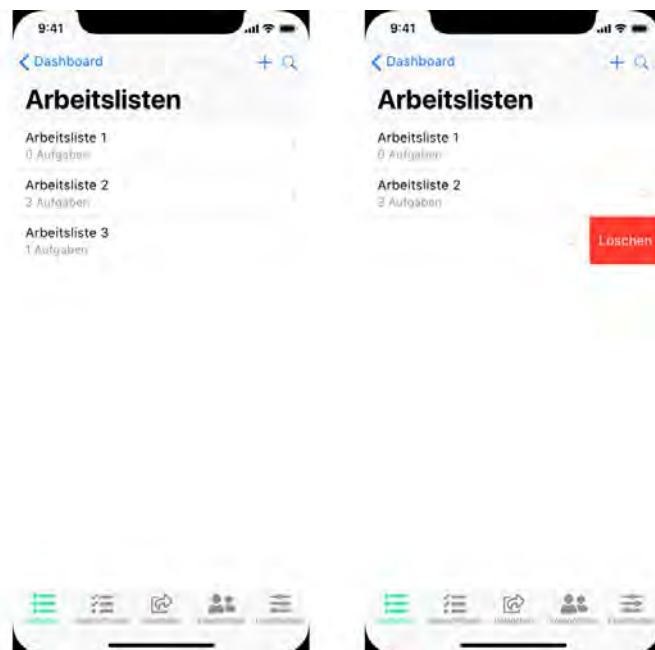 9:41
Dashboard
Arbeitslisten
Arbeitsliste 1
0 Aufgaben
Arbeitsliste 2
3 Aufgaben
Arbeitsliste 3
1 Aufgaben
9:41
Dashboard
Arbeitslisten
Arbeitsliste 1
0 Aufgaben
Arbeitsliste 2
3 Aufgaben
Löschen